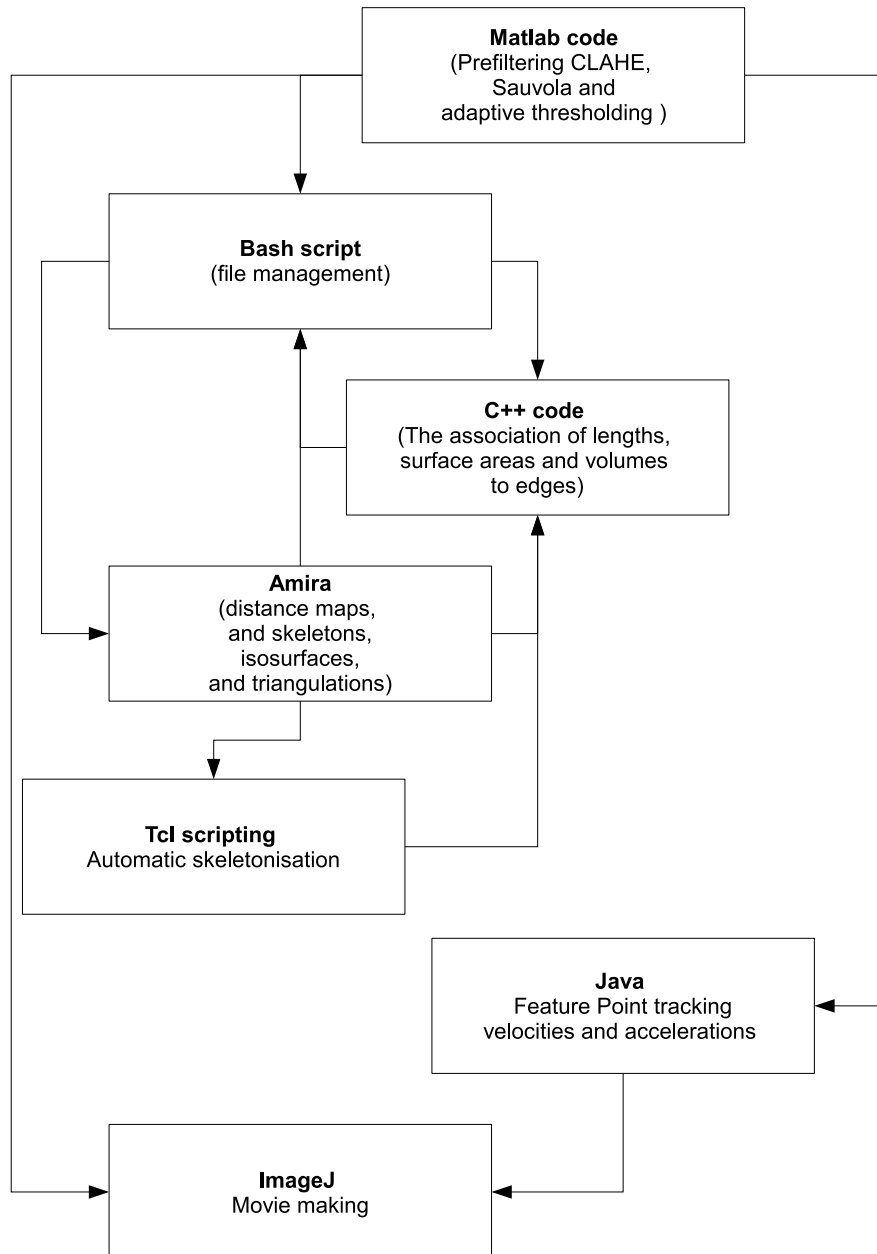 Matlab code
(Prefiltering CLAHE,
Sauvola and
adaptive thresholding )
Bash script
(file management)
C++ code
(The association of lengths,
surface areas and volumes
to edges)
Amira
(distance maps,
and skeletons,
isosurfaces,
and triangulations)
Tcl scripting
Automatic skeletonisation
Java
Feature Point tracking
velocities and accelerations
ImageJ
Movie making